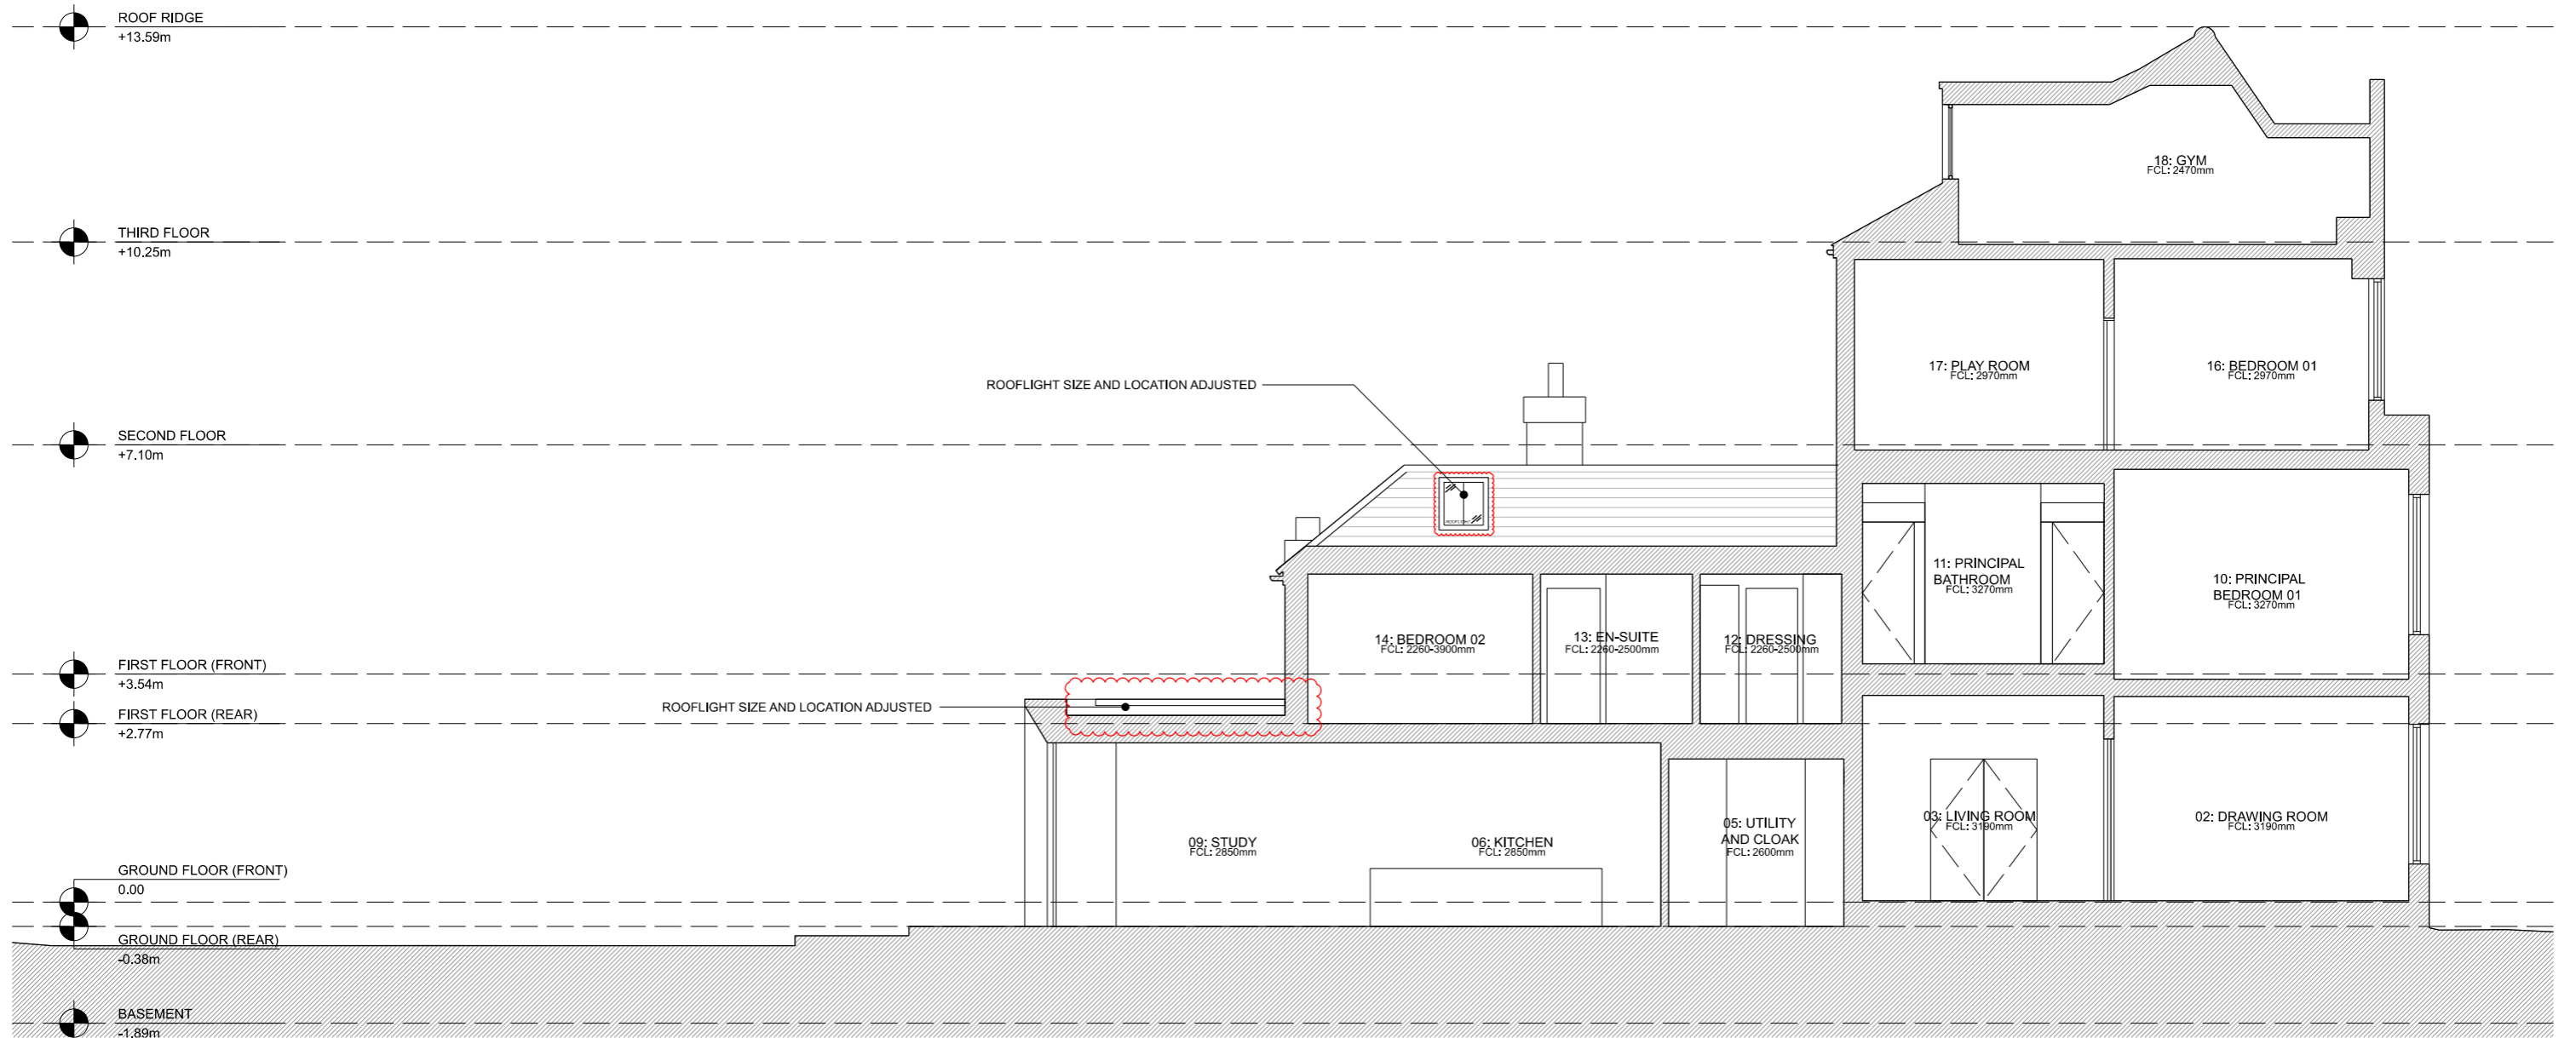 ROOF RIDGE
+13.59m
18: GYM
FCL: 2470mm
THIRD FLOOR
+10.25m
17: PLAY ROOM
FCL: 2970mm
16: BEDROOM 01
FCL: 2970mm
ROOFLIGHT SIZE AND LOCATION ADJUSTED
SECOND FLOOR
+7.10m
ROOFLIGHT
11: PRINCIPAL
BATHROOM
FCL: 3270mm
10: PRINCIPAL
BEDROOM 01
FCL: 3270mm
14: BEDROOM 02
FCL: 2260-3900mm
13: EN-SUITE
FCL: 2260-2500mm
12: DRESSING
FCL: 2260-2500mm
FIRST FLOOR (FRONT)
+3.54m
ROOFLIGHT SIZE AND LOCATION ADJUSTED
FIRST FLOOR (REAR)
+2.77m
09: STUDY
FCL: 2850mm
06: KITCHEN
FCL: 2850mm
05: UTILITY
AND CLOAK
FCL: 2600mm
03: LIVING ROOM
FCL: 3190mm
02: DRAWING ROOM
FCL: 3190mm
GROUND FLOOR (FRONT)
0.00
GROUND FLOOR (REAR)
-0.38m
BASEMENT
-1.89m